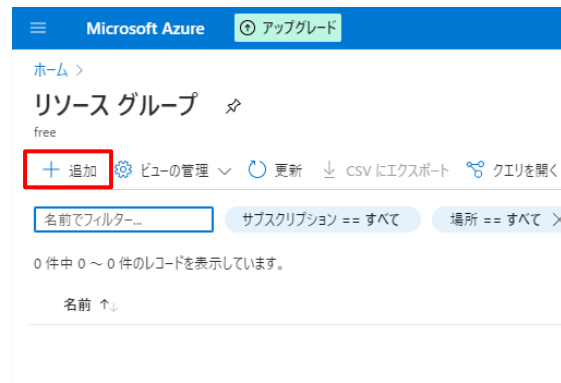 Microsoft Azure アップグレード
ホーム >
リソース グループ
free
+ 追加 ビューの管理 更新 CSV にエクスポート クエリを開く
名前でフィルター... サブスクリプション == すべて 場所 == すべて ×
0 件中 0 ~ 0 件のレコードを表示しています。
名前 ↑↓